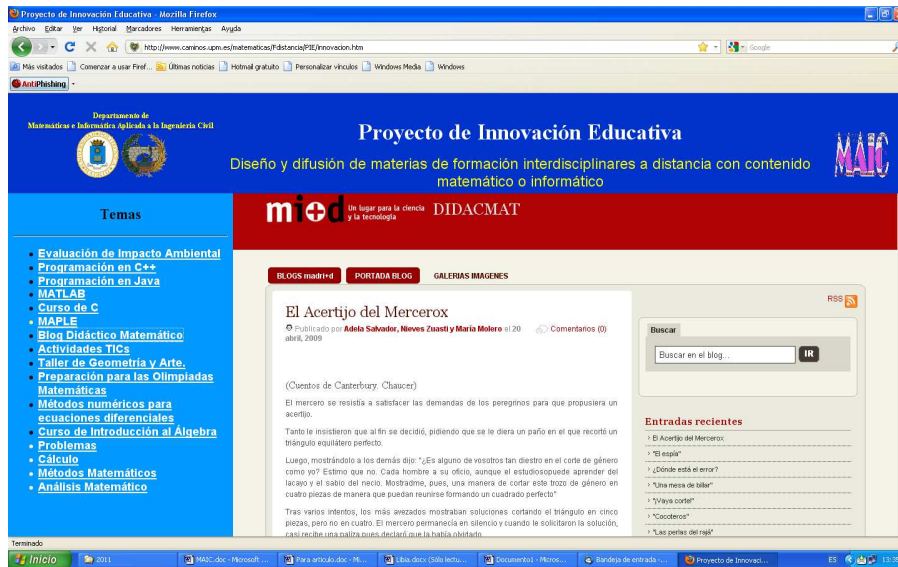 Proyecto de Innovación Educativa - Mozilla Firefox
Archivo Editar Ver Historial Marcadores Herramientas Ayuda
http://www.caminos.upm.es/matematicas/Fdistancia/PIE/innovacion.htm
Google
Más visitados Comenzar a usar Firef... Últimas noticias Hotmail gratuito Personalizar vínculos Windows Media Windows
AntiPhishing
Departamento de
Matemáticas e Informática Aplicada a la Ingeniería Civil
Proyecto de Innovación Educativa
Diseño y difusión de materias de formación interdisciplinares a distancia con contenido
matemático o informático
MAIC
Temas
Evaluación de Impacto Ambiental
Programación en C++
Programación en Java
MATLAB
Curso de C
MAPLE
Blog Didáctico Matemático
Actividades TICs
Taller de Geometría y Arte.
Preparación para las Olimpiadas
Matemáticas
Métodos numéricos para
ecuaciones diferenciales
Curso de Introducción al Álgebra
Problemas
Cálculo
Métodos Matemáticos
Análisis Matemático
mi+d Un lugar para la ciencia
y la tecnología
DIDACMAT
BLOGS madri+d PORTADA BLOG GALERIAS IMAGENES
El Acertijo del Mercerox
Publicado por Adela Salvador, Nieves Zuasti y María Molero el 20
abril, 2009
Comentarios (0)
(Cuentos de Canterbury. Chaucer)
El mercero se resistía a satisfacer las demandas de los peregrinos para que propusiera un
acertijo.
Tanto le insistieron que al fin se decidió, pidiendo que se le diera un paño en el que recortó un
triángulo equilátero perfecto.
Luego, mostrándolo a los demás dijo: "¿Es alguno de vosotros tan diestro en el corte de género
como yo? Estimo que no. Cada hombre a su oficio, aunque el estudiosopuede aprender del
lacayo y el sabio del necio. Mostradme, pues, una manera de cortar este trozo de género en
cuatro piezas de manera que puedan reunirse formando un cuadrado perfecto"
Tras varios intentos, los más avezados mostraban soluciones cortando el triángulo en cinco
piezas, pero no en cuatro. El mercero permanecía en silencio y cuando le solicitaron la solución,
casi recibe una paliza pues declaró que la había olvidado.
RSS
Buscar
Buscar en el blog...
IR
Entradas recientes
El Acertijo del Mercerox
"El espía"
¿Dónde está el error?
"Una mesa de billar"
"¡Vaya corte!"
"Cocoteros"
"Las perlas del rajá"
Terminado
Inicio 2011 MAIC.doc - Microsoft ... Para articulo.doc - Mi... Libia.docx (Sólo lectu... Documento1 - Micros... Bandeja de entrada -... Proyecto de Innovaci... ES